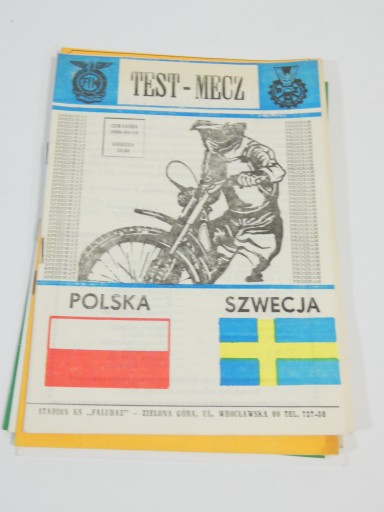 TEST-MECZ
POLSKA
SZWECJA
STADION KS „FALUBAZ" - ZIELONA GÓRA, UL. WROCŁAWSKA 69 TEL. 727-38